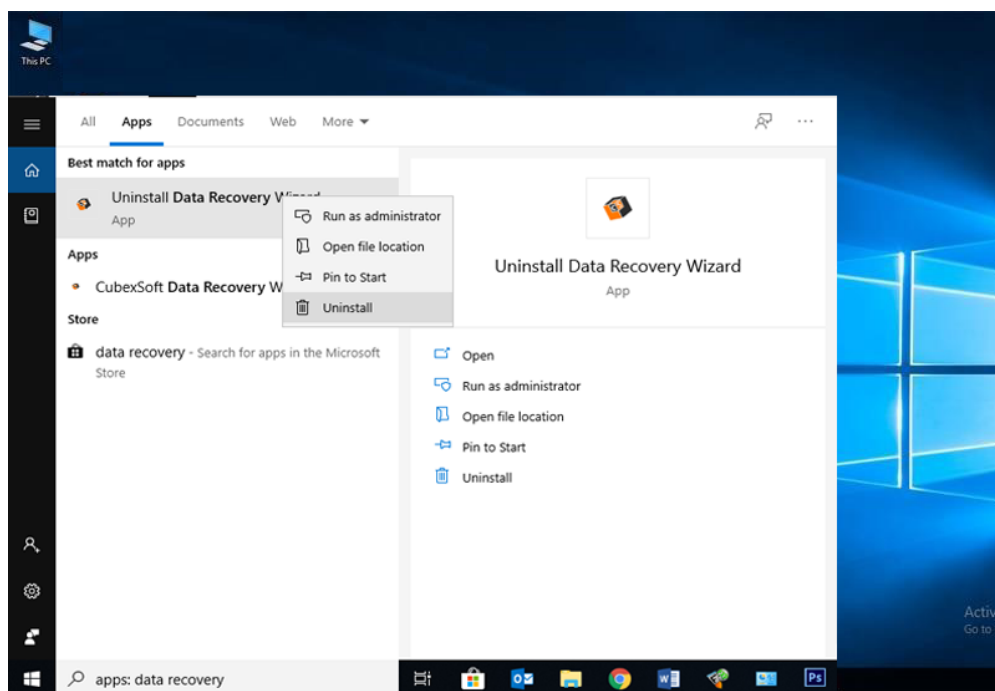 This PC
All Apps Documents Web More
Best match for apps
Uninstall Data Recovery
App
Run as administrator
Open file location
Pin to Start
Uninstall
Apps
CubexSoft Data Recovery W
Store
data recovery - Search for apps in the Microsoft
Store
Uninstall Data Recovery Wizard
App
Open
Run as administrator
Open file location
Pin to Start
Uninstall
Activ
Go to
apps: data recovery
Ps